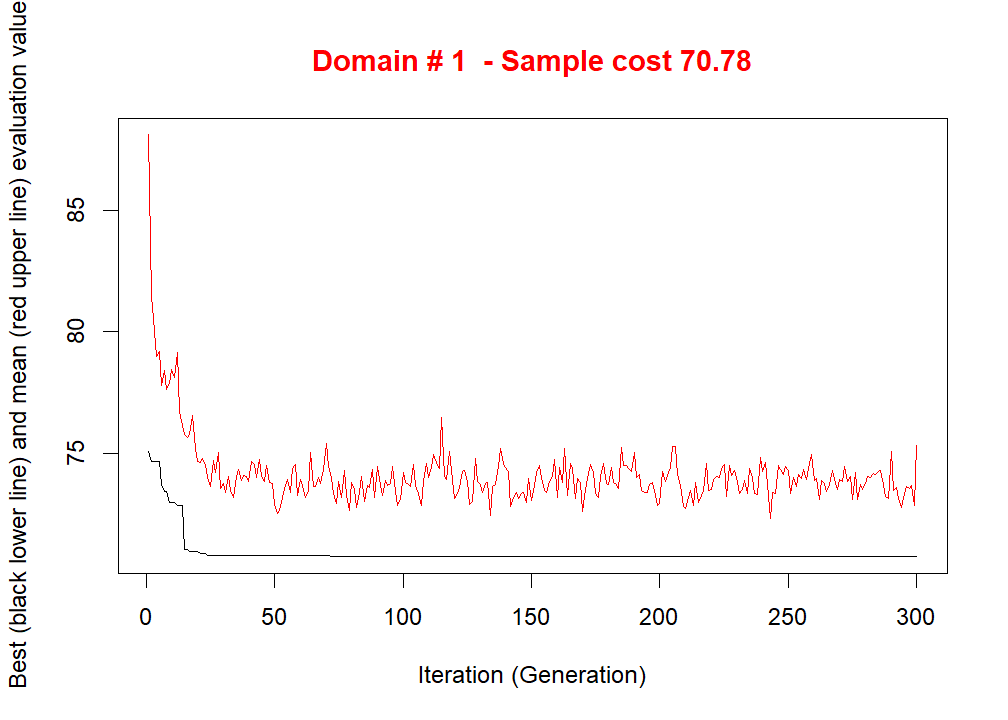 Domain # 1  - Sample cost 70.78
Best (black lower line) and mean (red upper line) evaluation value
85
80
75
0 50 100 150 200 250 300
Iteration (Generation)